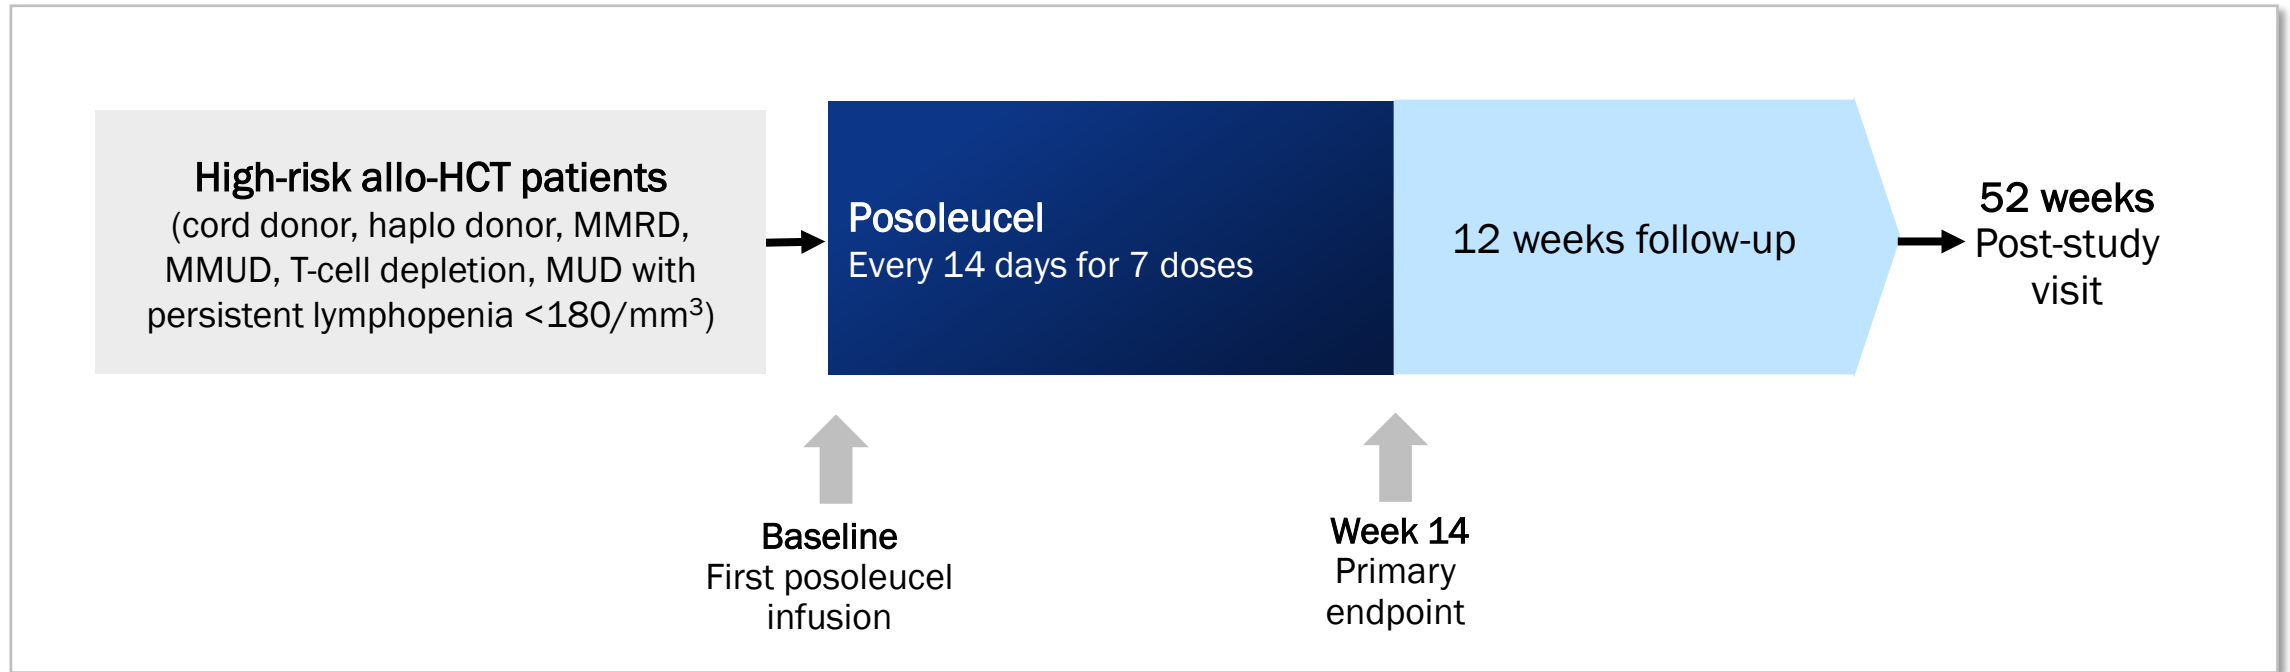 High-risk allo-HCT patients
(cord donor, haplo donor, MMRD,
MMUD, T-cell depletion, MUD with
persistent lymphopenia <180/mm³)
Posoleucel
Every 14 days for 7 doses
12 weeks follow-up
52 weeks
Post-study
visit
Baseline
First posoleucel
infusion
Week 14
Primary
endpoint